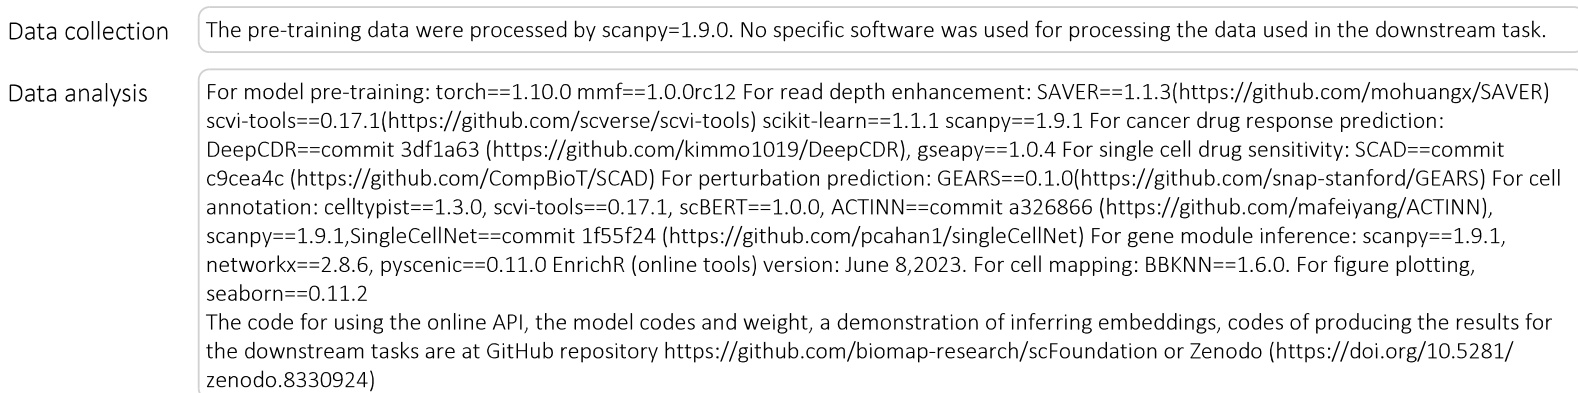 Data collection
The pre-training data were processed by scanpy=1.9.0. No specific software was used for processing the data used in the downstream task.
Data analysis
For model pre-training: torch==1.10.0 mmf==1.0.0rc12 For read depth enhancement: SAVER==1.1.3(https://github.com/mohuangx/SAVER)
scvi-tools==0.17.1(https://github.com/scverse/scvi-tools) scikit-learn==1.1.1 scanpy==1.9.1 For cancer drug response prediction:
DeepCDR==commit 3df1a63 (https://github.com/kimmo1019/DeepCDR), gseapy==1.0.4 For single cell drug sensitivity: SCAD==commit
c9cea4c (https://github.com/CompBioT/SCAD) For perturbation prediction: GEARS==0.1.0(https://github.com/snap-stanford/GEARS) For cell
annotation: celltypist==1.3.0, scvi-tools==0.17.1, scBERT==1.0.0, ACTINN==commit a326866 (https://github.com/mafeiyang/ACTINN),
scanpy==1.9.1,SingleCellNet==commit 1f55f24 (https://github.com/pcahan1/singleCellNet) For gene module inference: scanpy==1.9.1,
networkx==2.8.6, pyscenic==0.11.0 EnrichR (online tools) version: June 8,2023. For cell mapping: BBKNN==1.6.0. For figure plotting,
seaborn==0.11.2
The code for using the online API, the model codes and weight, a demonstration of inferring embeddings, codes of producing the results for
the downstream tasks are at GitHub repository https://github.com/biomap-research/scFoundation or Zenodo (https://doi.org/10.5281/
zenodo.8330924)